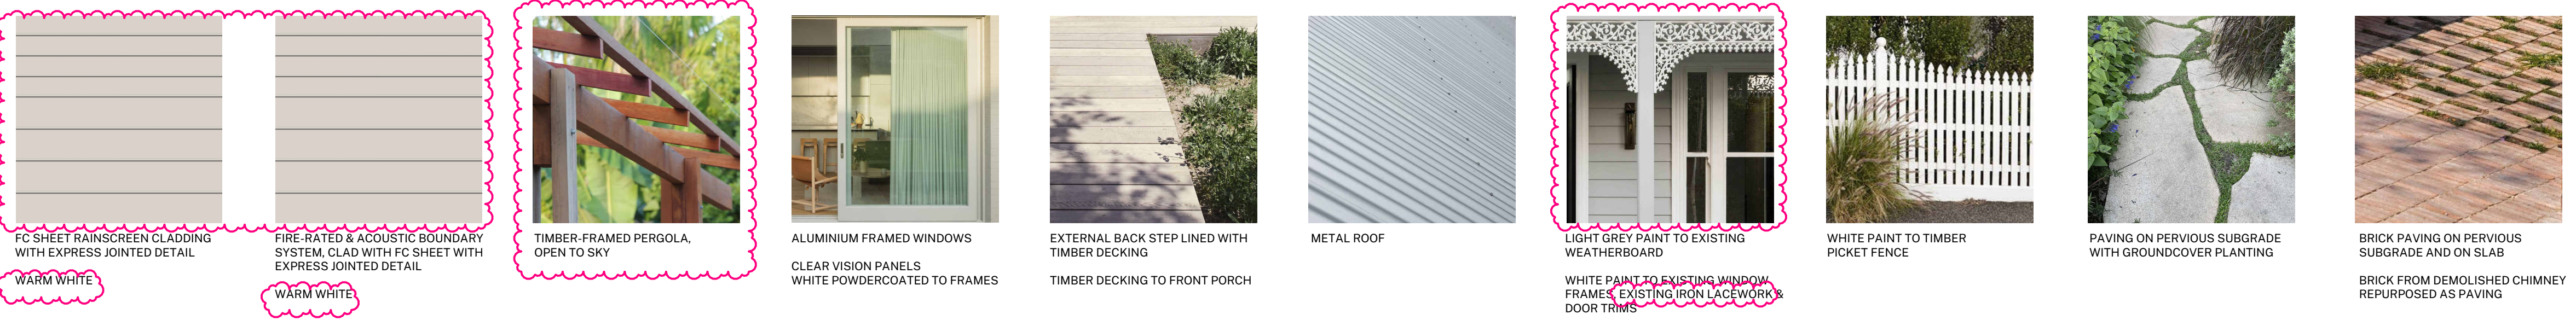 FC SHEET RAINSCREEN CLADDING
WITH EXPRESS JOINTED DETAIL
WARM WHITE
FIRE-RATED & ACOUSTIC BOUNDARY
SYSTEM, CLAD WITH FC SHEET WITH
EXPRESS JOINTED DETAIL
WARM WHITE
TIMBER-FRAMED PERGOLA,
OPEN TO SKY
ALUMINIUM FRAMED WINDOWS
CLEAR VISION PANELS
WHITE POWDERCOATED TO FRAMES
EXTERNAL BACK STEP LINED WITH
TIMBER DECKING
TIMBER DECKING TO FRONT PORCH
METAL ROOF
LIGHT GREY PAINT TO EXISTING
WEATHERBOARD
WHITE PAINT TO EXISTING WINDOW
FRAMES, EXISTING IRON LACEWORK &
DOOR TRIMS
WHITE PAINT TO TIMBER
PICKET FENCE
PAVING ON PERVIOUS SUBGRADE
WITH GROUNDCOVER PLANTING
BRICK PAVING ON PERVIOUS
SUBGRADE AND ON SLAB
BRICK FROM DEMOLISHED CHIMNEY
REPURPOSED AS PAVING